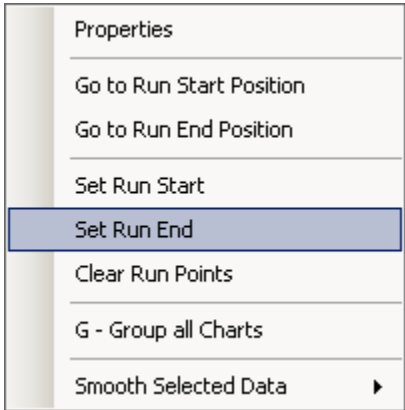 Properties
Go to Run Start Position
Go to Run End Position
Set Run Start
Set Run End
Clear Run Points
G - Group all Charts
Smooth Selected Data